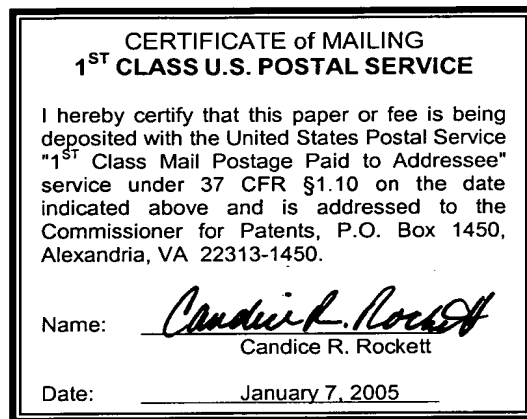 CERTIFICATE of MAILING
1ST CLASS U.S. POSTAL SERVICE
I hereby certify that this paper or fee is being
deposited with the United States Postal Service
"1ST Class Mail Postage Paid to Addressee"
service under 37 CFR §1.10 on the date
indicated above and is addressed to the
Commissioner for Patents, P.O. Box 1450,
Alexandria, VA 22313-1450.
Name: Candice R. Rockett
Candice R. Rockett
Date: January 7, 2005